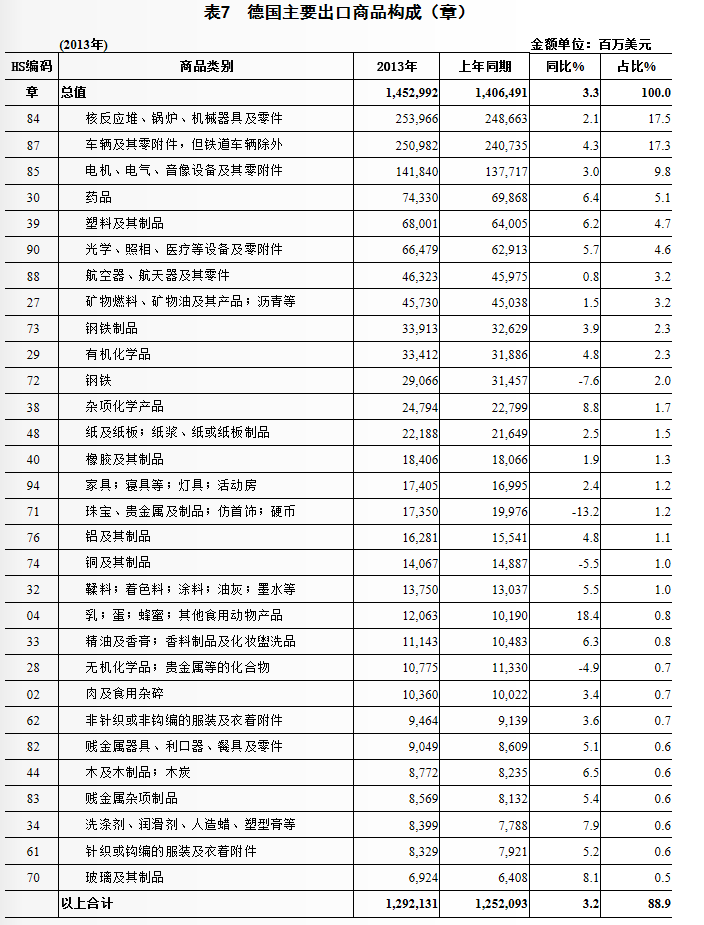 表7 德国主要出口商品构成（章）
(2013年) 金额单位：百万美元
HS编码 商品类别 2013年 上年同期 同比% 占比%
章 总值 1,452,992 1,406,491 3.3 100.0
84 核反应堆、锅炉、机械器具及零件 253,966 248,663 2.1 17.5
87 车辆及其零附件，但铁道车辆除外 250,982 240,735 4.3 17.3
85 电机、电气、音像设备及其零附件 141,840 137,717 3.0 9.8
30 药品 74,330 69,868 6.4 5.1
39 塑料及其制品 68,001 64,005 6.2 4.7
90 光学、照相、医疗等设备及零附件 66,479 62,913 5.7 4.6
88 航空器、航天器及其零件 46,323 45,975 0.8 3.2
27 矿物燃料、矿物油及其产品；沥青等 45,730 45,038 1.5 3.2
73 钢铁制品 33,913 32,629 3.9 2.3
29 有机化学品 33,412 31,886 4.8 2.3
72 钢铁 29,066 31,457 -7.6 2.0
38 杂项化学产品 24,794 22,799 8.8 1.7
48 纸及纸板；纸浆、纸或纸板制品 22,188 21,649 2.5 1.5
40 橡胶及其制品 18,406 18,066 1.9 1.3
94 家具；寝具等；灯具；活动房 17,405 16,995 2.4 1.2
71 珠宝、贵金属及制品；仿首饰；硬币 17,350 19,976 -13.2 1.2
76 铝及其制品 16,281 15,541 4.8 1.1
74 铜及其制品 14,067 14,887 -5.5 1.0
32 鞣料；着色料；涂料；油灰；墨水等 13,750 13,037 5.5 1.0
04 乳；蛋；蜂蜜；其他食用动物产品 12,063 10,190 18.4 0.8
33 精油及香膏；香料制品及化妆盥洗品 11,143 10,483 6.3 0.8
28 无机化学品；贵金属等的化合物 10,775 11,330 -4.9 0.7
02 肉及食用杂碎 10,360 10,022 3.4 0.7
62 非针织或非钩编的服装及衣着附件 9,464 9,139 3.6 0.7
82 贱金属器具、利口器、餐具及零件 9,049 8,609 5.1 0.6
44 木及木制品；木炭 8,772 8,235 6.5 0.6
83 贱金属杂项制品 8,569 8,132 5.4 0.6
34 洗涤剂、润滑剂、人造蜡、塑型膏等 8,399 7,788 7.9 0.6
61 针织或钩编的服装及衣着附件 8,329 7,921 5.2 0.6
70 玻璃及其制品 6,924 6,408 8.1 0.5
以上合计 1,292,131 1,252,093 3.2 88.9